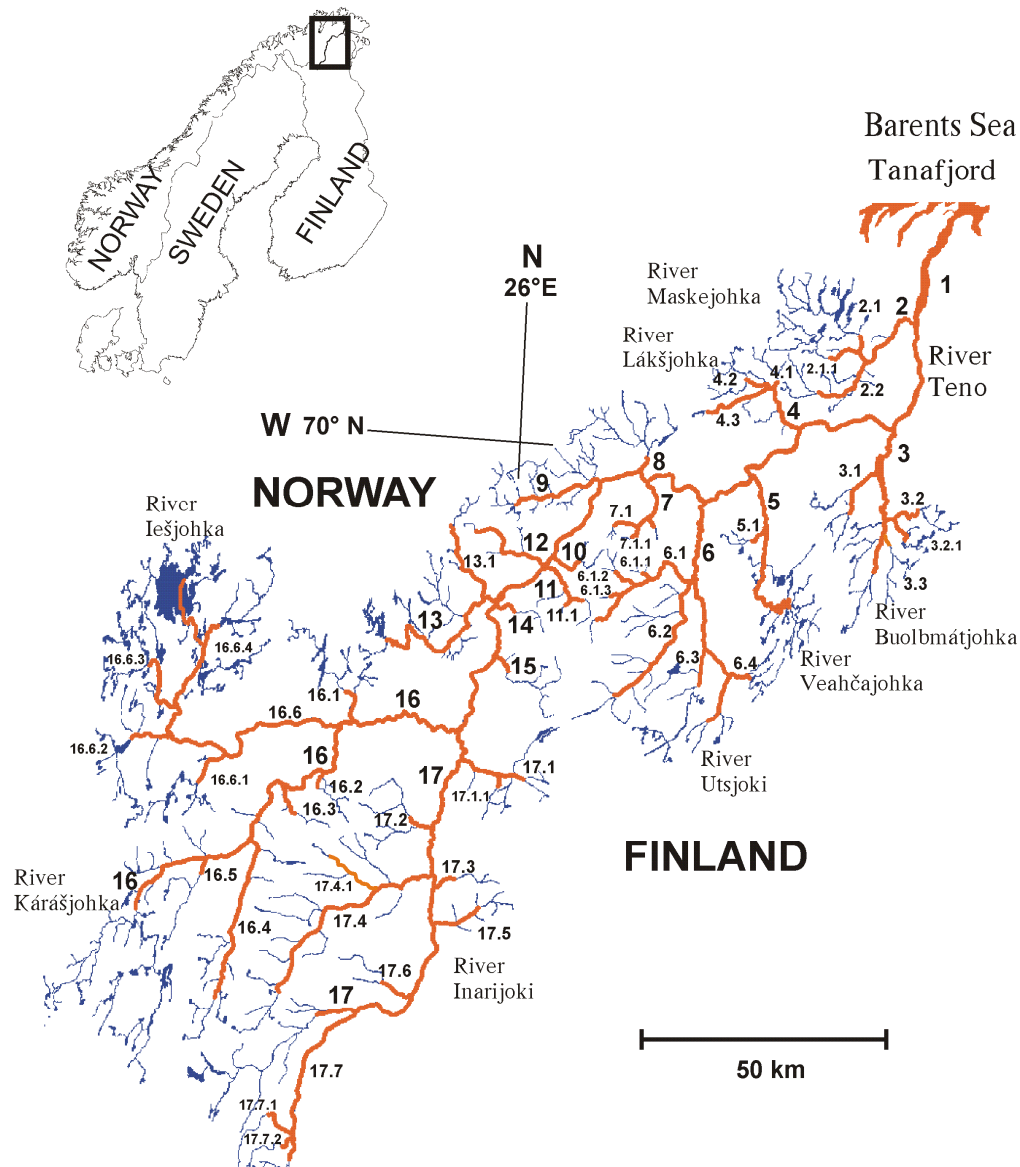 Barents Sea
Tanafjord
NORWAY
SWEDEN
FINLAND
N
26°E
River
Maskejohka
1
2.1
2
River
Lákšjohka
River
Teno
4.2
4.1
2.1.1
2.2
4.3
4
W 70° N
3
8
3.1
NORWAY
9
7
5
3.2
River
Iešjohka
7.1
5.1
3.2.1
12
10
7.1.1
6.1
6
13.1
6.1.1
6.1.2
6.1.3
3.3
11
11.1
River
Buolbmátjohka
13
14
6.2
16.6.4
16.6.3
15
6.3
6.4
River
Veahčajohka
16.1
16
16.6
16.6.2
16
River
Utsjoki
16.6.1
16.2
17
17.1
17.1.1
16.3
17.2
FINLAND
River
Kárášjohka
16
16.5
17.3
17.4.1
16.4
17.4
17.5
17.6
River
Inarijoki
17
50 km
17.7
17.7.1
17.7.2